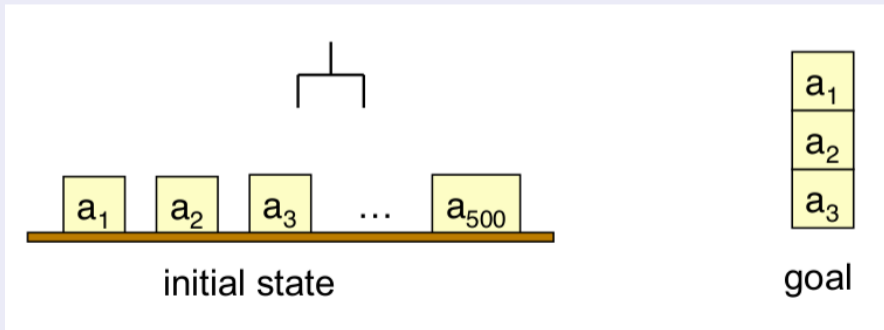 a₁ a₂ a₃ ... a₅₀₀
initial state
a₁
a₂
a₃
goal